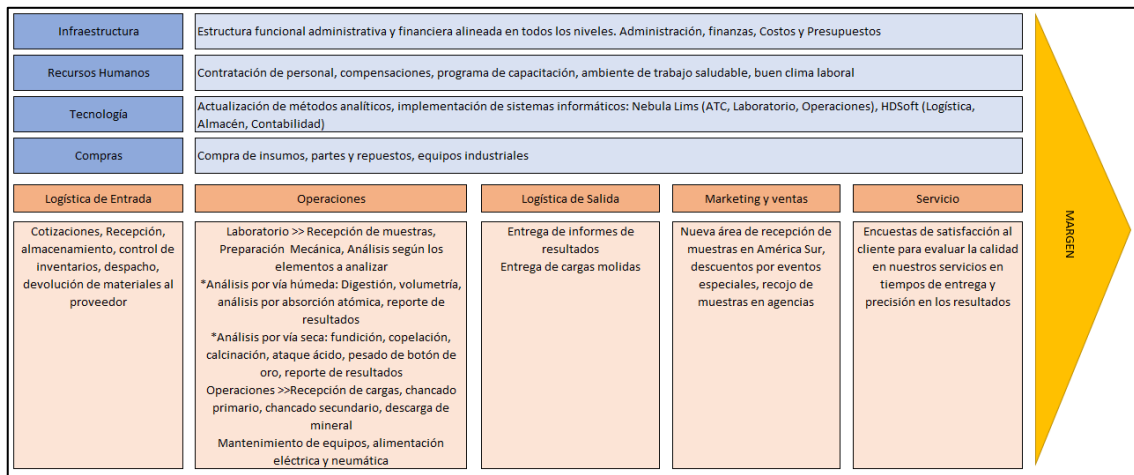 Infraestructura
Estructura funcional administrativa y financiera alineada en todos los niveles. Administración, finanzas, Costos y Presupuestos
Recursos Humanos
Contratación de personal, compensaciones, programa de capacitación, ambiente de trabajo saludable, buen clima laboral
Tecnología
Actualización de métodos analíticos, implementación de sistemas informáticos: Nebula Lims (ATC, Laboratorio, Operaciones), HDSoft (Logística,
Almacén, Contabilidad)
Compras
Compra de insumos, partes y repuestos, equipos industriales
Logística de Entrada
Cotizaciones, Recepción,
almacenamiento, control de
inventarios, despacho,
devolución de materiales al
proveedor
Operaciones
Laboratorio >> Recepción de muestras,
Preparación Mecánica, Análisis según los
elementos a analizar
*Análisis por vía húmeda: Digestión, volumetría,
análisis por absorción atómica, reporte de
resultados
*Análisis por vía seca: fundición, copelación,
calcinación, ataque ácido, pesado de botón de
oro, reporte de resultados
Operaciones >>Recepción de cargas, chancado
primario, chancado secundario, descarga de
mineral
Mantenimiento de equipos, alimentación
eléctrica y neumática
Logística de Salida
Entrega de informes de
resultados
Entrega de cargas molidas
Marketing y ventas
Nueva área de recepción de
muestras en América Sur,
descuentos por eventos
especiales, recojo de
muestras en agencias
Servicio
Encuestas de satisfacción al
cliente para evaluar la calidad
en nuestros servicios en
tiempos de entrega y
precisión en los resultados
MARGEN